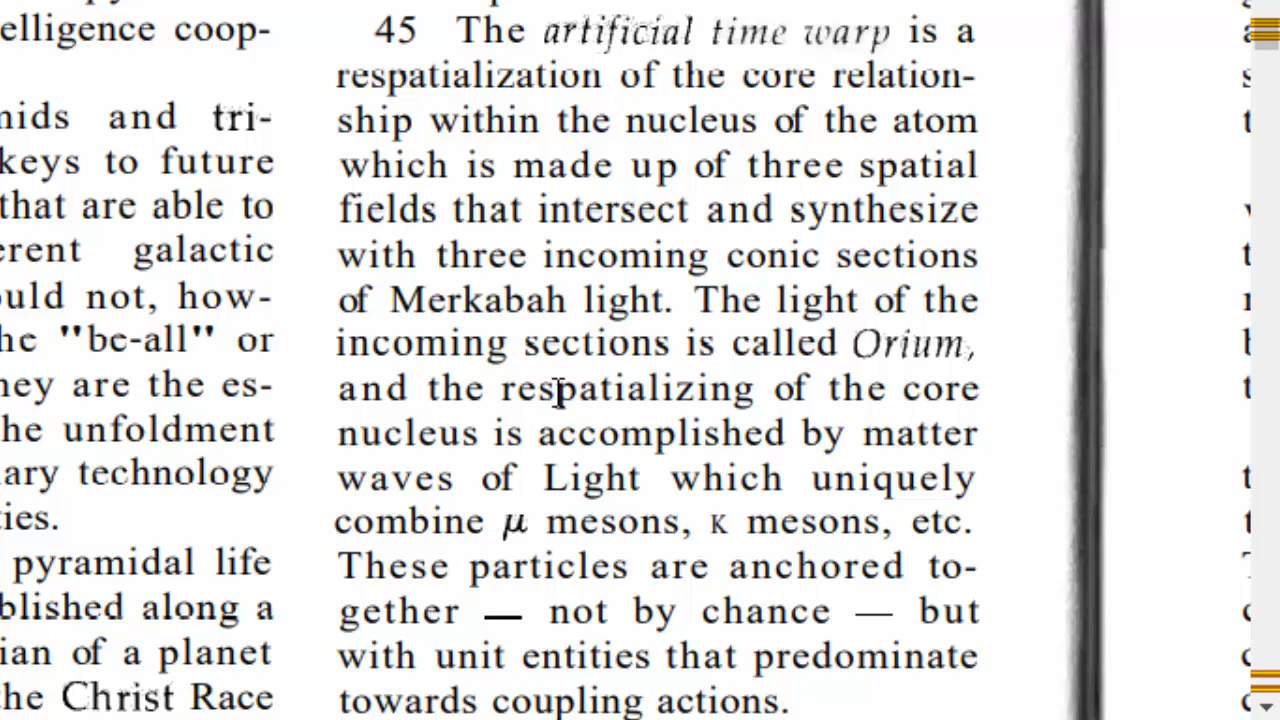 elligence coop-
mids and tri-
keys to future
that are able to
erent galactic
ould not, how-
he "be-all" or
hey are the es-
he unfoldment
ary technology
ties.
pyramidal life
blished along a
ian of a planet
the Christ Race
45 The artificial time warp is a
respatialization of the core relation-
ship within the nucleus of the atom
which is made up of three spatial
fields that intersect and synthesize
with three incoming conic sections
of Merkabah light. The light of the
incoming sections is called Orium,
and the respatializing of the core
nucleus is accomplished by matter
waves of Light which uniquely
combine μ mesons, K mesons, etc.
These particles are anchored to-
gether — not by chance — but
with unit entities that predominate
towards coupling actions.